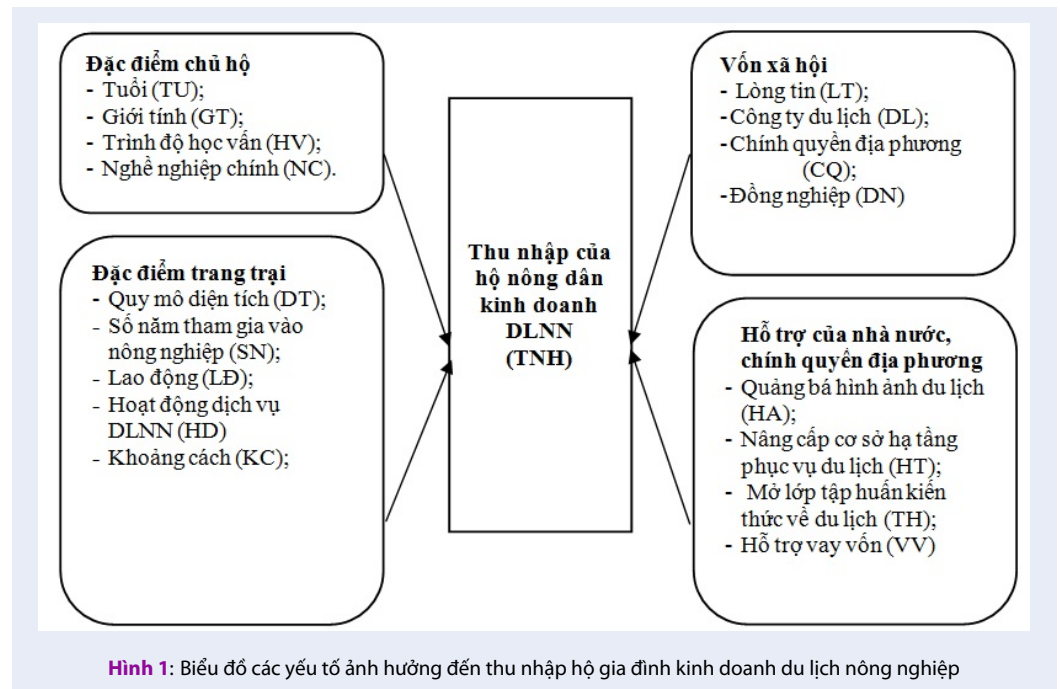 Đặc điểm chủ hộ
- Tuổi (TU);
- Giới tính (GT);
- Trình độ học vấn (HV);
- Nghề nghiệp chính (NC).
Đặc điểm trang trại
- Quy mô diện tích (DT);
- Số năm tham gia vào
nông nghiệp (SN);
- Lao động (LĐ);
- Hoạt động dịch vụ
DLNN (HD)
- Khoảng cách (KC);
Thu nhập của
hộ nông dân
kinh doanh
DLNN
(TNH)
Vốn xã hội
- Lòng tin (LT);
-Công ty du lịch (DL);
-Chính quyền địa phương
(CQ);
-Đồng nghiệp (DN)
Hỗ trợ của nhà nước,
chính quyền địa phương
- Quảng bá hình ảnh du lịch
(HA);
- Nâng cấp cơ sở hạ tầng
phục vụ du lịch (HT);
- Mở lớp tập huấn kiến
thức về du lịch (TH);
- Hỗ trợ vay vốn (VV)
Hình 1: Biểu đồ các yếu tố ảnh hưởng đến thu nhập hộ gia đình kinh doanh du lịch nông nghiệp